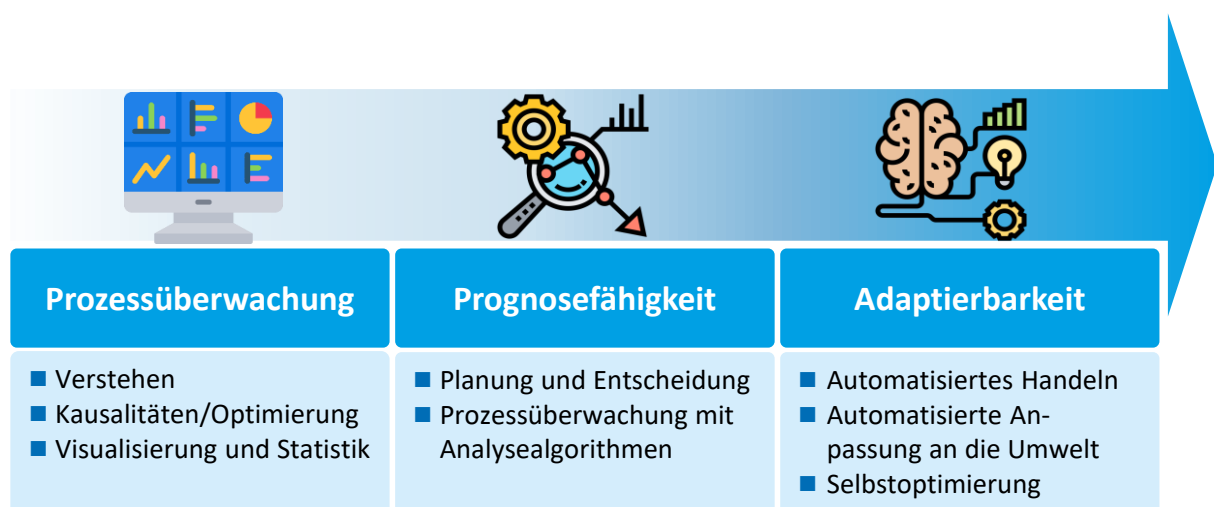 Prozessüberwachung
Verstehen
Kausalitäten/Optimierung
Visualisierung und Statistik
Prognosefähigkeit
Planung und Entscheidung
Prozessüberwachung mit
Analysealgorithmen
Adaptierbarkeit
Automatisiertes Handeln
Automatisierte An-
passung an die Umwelt
Selbstoptimierung